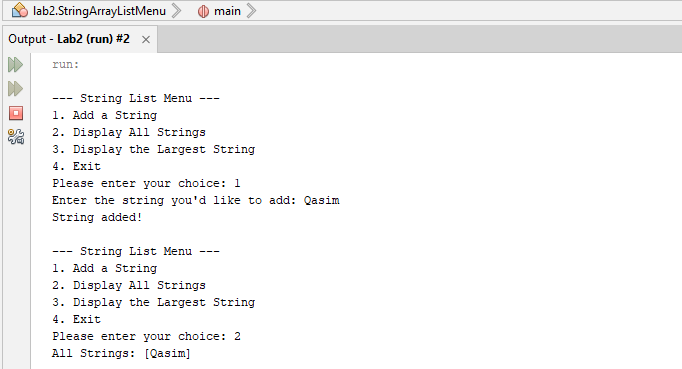 lab2.StringArrayListMenu main
Output - Lab2 (run) #2
run:
--- String List Menu ---
1. Add a String
2. Display All Strings
3. Display the Largest String
4. Exit
Please enter your choice: 1
Enter the string you'd like to add: Qasim
String added!
--- String List Menu ---
1. Add a String
2. Display All Strings
3. Display the Largest String
4. Exit
Please enter your choice: 2
All Strings: [Qasim]